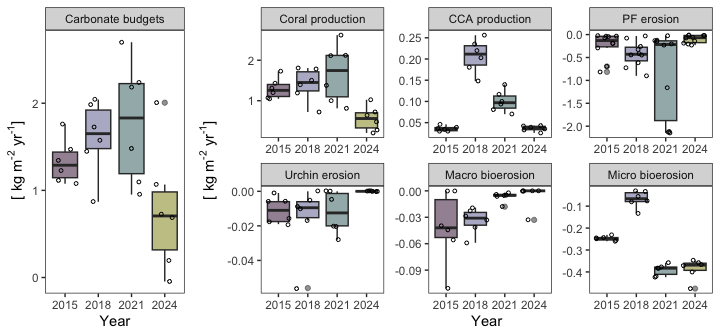 Carbonate budgets
[ kg m-2 yr-1]
2
1
0
2015 2018 2021 2024
Year
Coral production CCA production PF erosion
[ kg m-2 yr-1]
2
1
0.25
0.20
0.15
0.10
0.05
0.0
-0.5
-1.0
-1.5
-2.0
Urchin erosion Macro bioerosion Micro bioerosion
0.00
-0.02
-0.04
0.00
-0.03
-0.06
-0.09
-0.1
-0.2
-0.3
-0.4
2015 2018 2021 2024 2015 2018 2021 2024 2015 2018 2021 2024
Year